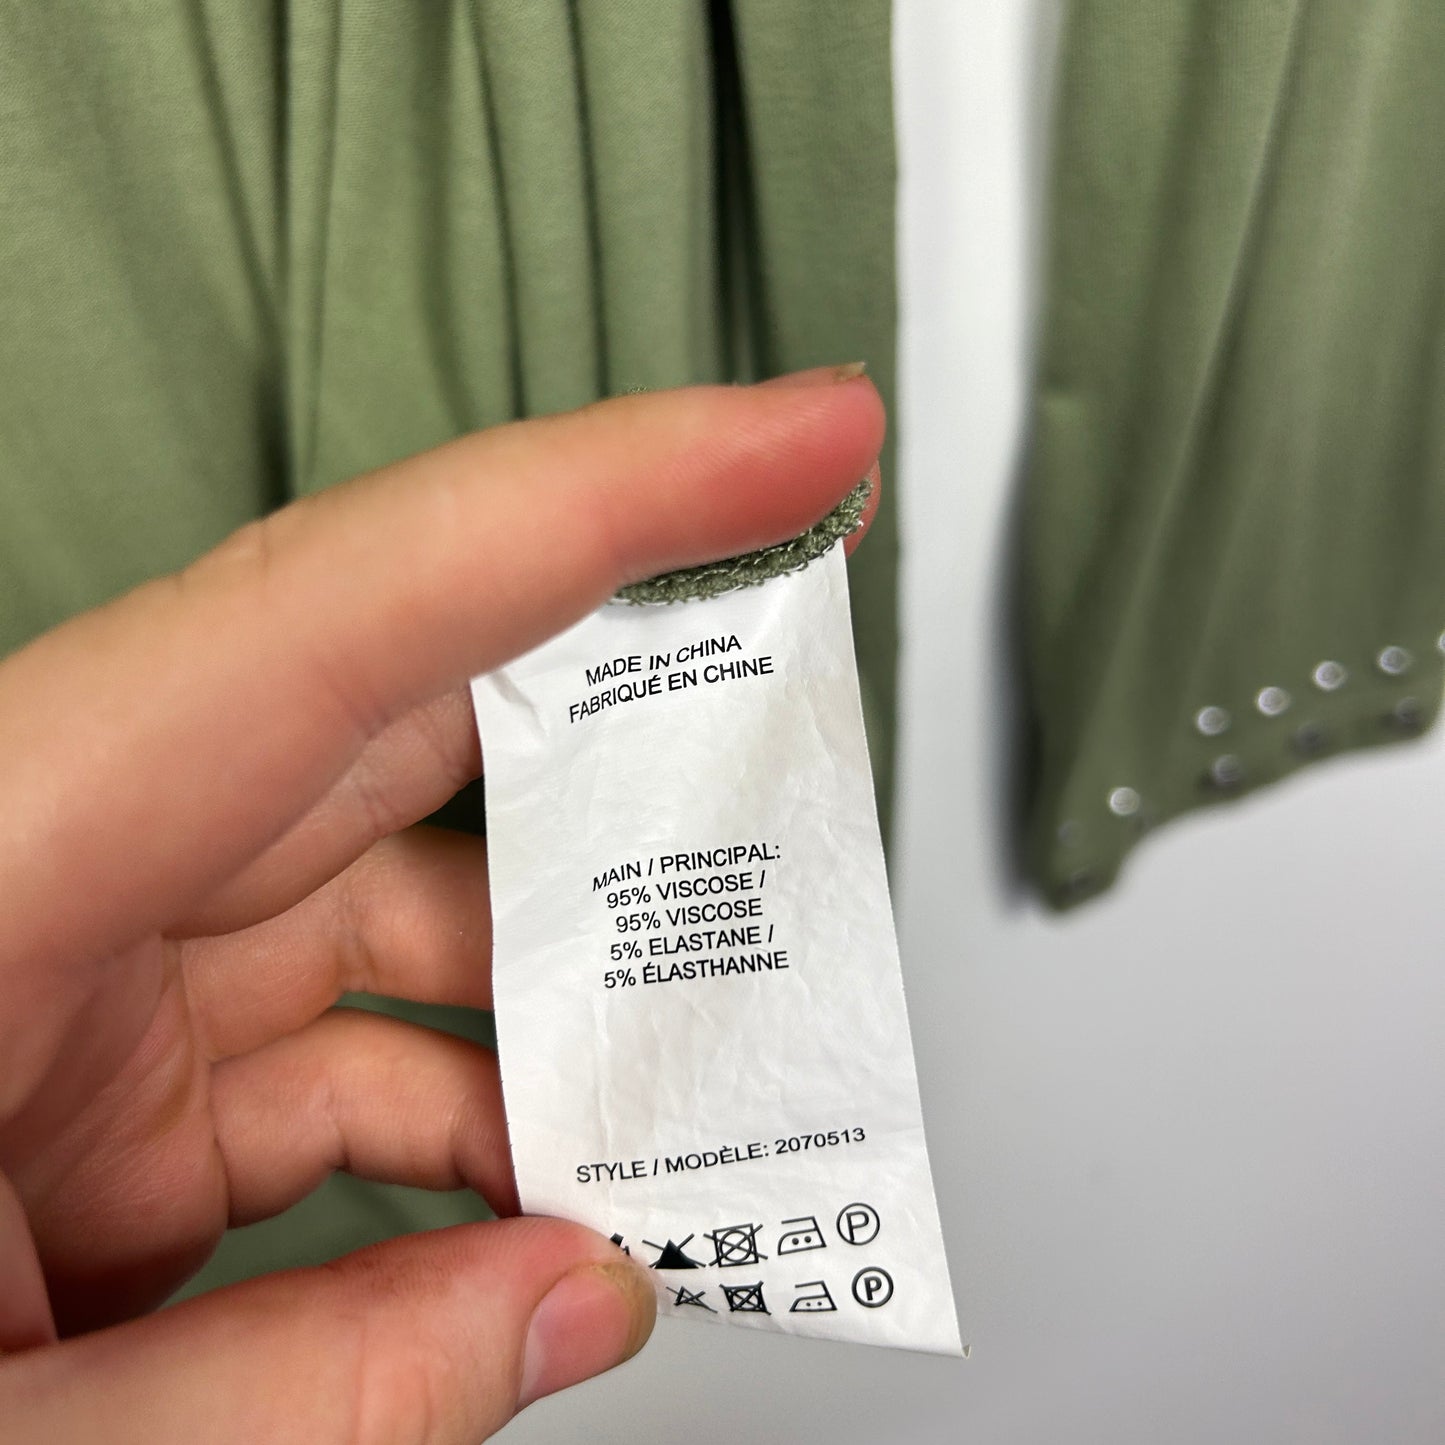 MADE IN CHINA
FABRIQUÉ EN CHINE
MAIN / PRINCIPAL:
95% VISCOSE /
95% VISCOSE
5% ELASTANE /
5% ÉLASTHANNE
STYLE / MODÈLE: 2070513
P
P